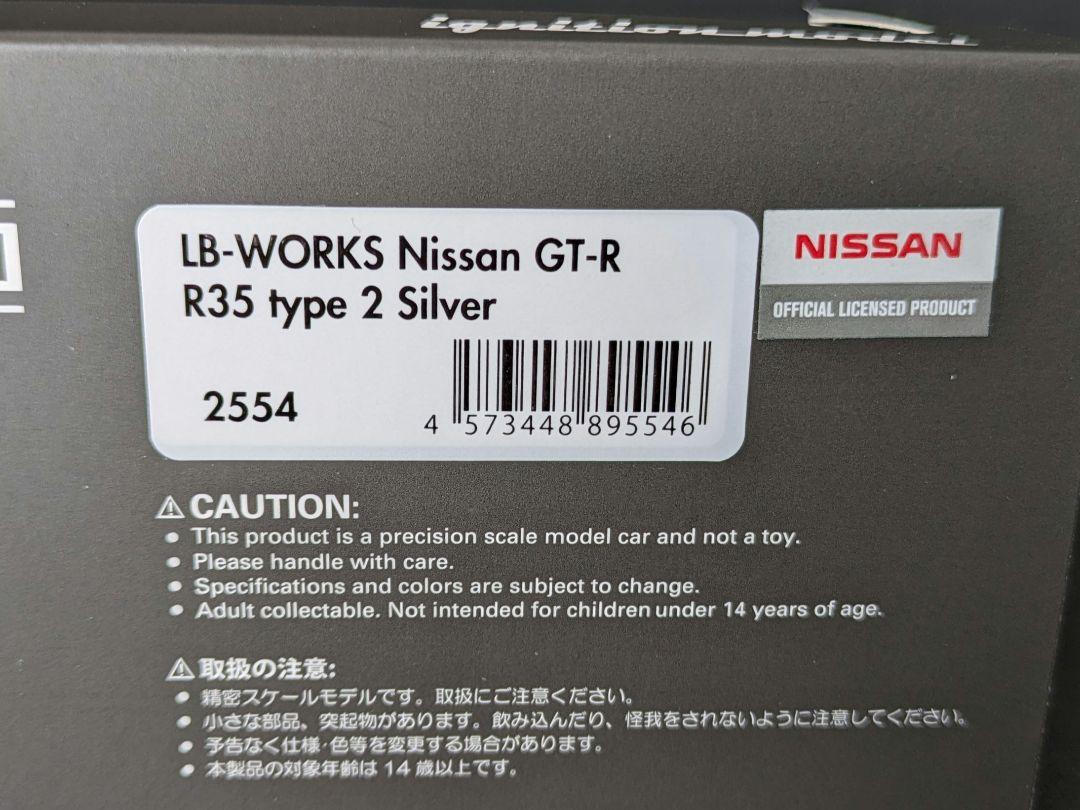 ignition model
LB-WORKS Nissan GT-R
R35 type 2 Silver
2554
4 573448 895546
NISSAN
OFFICIAL LICENSED PRODUCT
⚠ CAUTION:
● This product is a precision scale model car and not a toy.
● Please handle with care.
● Specifications and colors are subject to change.
● Adult collectable. Not intended for children under 14 years of age.
⚠ 取扱の注意:
● 精密スケールモデルです。取扱にご注意ください。
● 小さな部品、突起物があります。飲み込んだり、怪我をされないように注意してください。
● 予告なく仕様・色等を変更する場合があります。
● 本製品の対象年齢は 14 歳以上です。